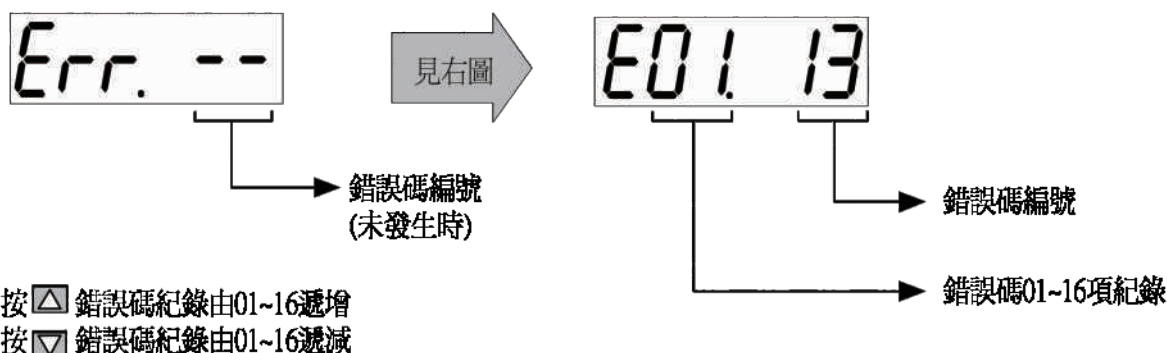 Err. --
見右圖
E01. 13
錯誤碼編號
(未發生時)
錯誤碼編號
錯誤碼01~16項紀錄
按 △ 錯誤碼紀錄由01~16遞增
按 ▽ 錯誤碼紀錄由01~16遞減